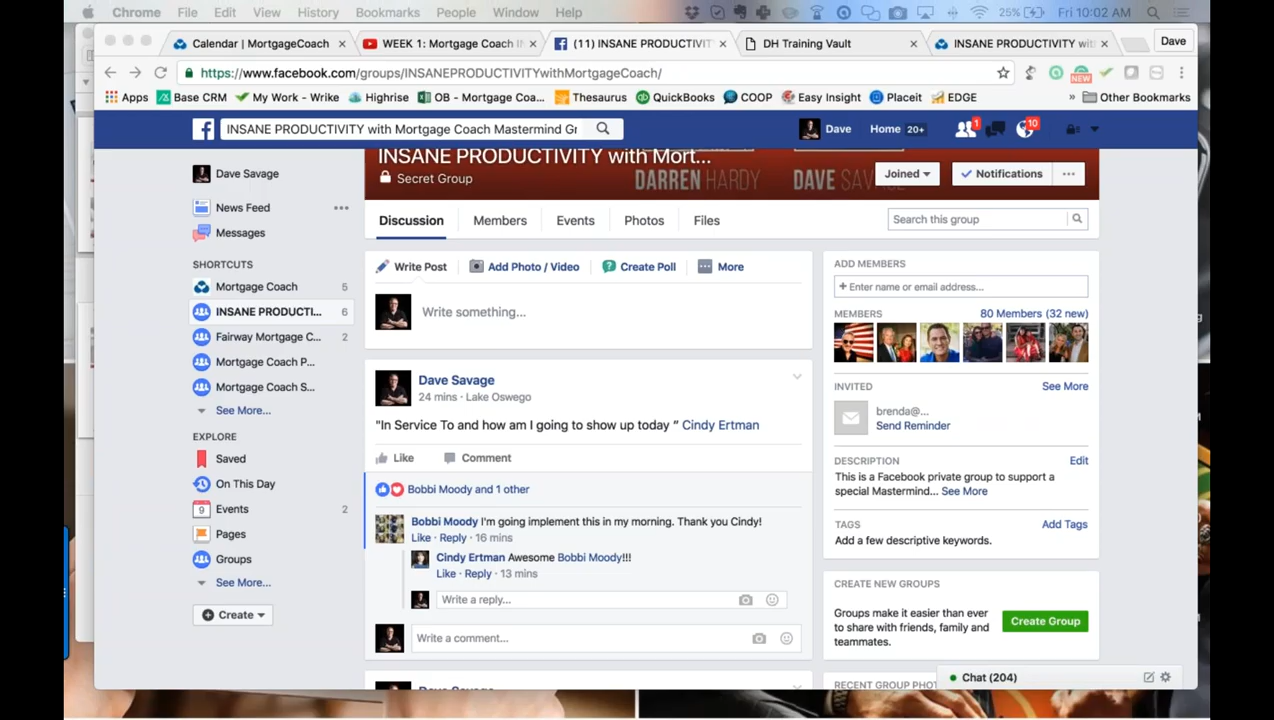 Chrome File Edit View History Bookmarks People Window Help 25% Fri 10:02 AM
Calendar | MortgageCoach
WEEK 1: Mortgage Coach IN
(11) INSANE PRODUCTIVIT
DH Training Vault
INSANE PRODUCTIVITY wit
Dave
https://www.facebook.com/groups/INSANEPRODUCTIVITYwithMortgageCoach/
NEW
Apps Base CRM My Work - Wrike Highrise OB - Mortgage Coa... Thesaurus QuickBooks COOP Easy Insight Placeit EDGE » Other Bookmarks
INSANE PRODUCTIVITY with Mortgage Coach Mastermind Gr
Dave Home 20+ 1 10
INSANE PRODUCTIVITY with Mort...
Secret Group
DARREN HARDY
DAVE SAVAGE
Joined Notifications
Dave Savage
News Feed
Messages
SHORTCUTS
Mortgage Coach 5
INSANE PRODUCTI... 6
Fairway Mortgage C... 2
Mortgage Coach P...
Mortgage Coach S...
See More...
EXPLORE
Saved
On This Day
9 Events 2
Pages
Groups
See More...
Create
Discussion Members Events Photos Files
Search this group
Write Post Add Photo / Video Create Poll More
Write something...
Dave Savage
24 mins · Lake Oswego
"In Service To and how am I going to show up today “ Cindy Ertman
Like Comment
Bobbi Moody and 1 other
Bobbi Moody I'm going implement this in my morning. Thank you Cindy!
Like · Reply · 16 mins
Cindy Ertman Awesome Bobbi Moody!!!
Like · Reply · 13 mins
Write a reply...
Write a comment...
ADD MEMBERS
+ Enter name or email address...
MEMBERS 80 Members (32 new)
INVITED See More
brenda@...
Send Reminder
DESCRIPTION Edit
This is a Facebook private group to support a
special Mastermind... See More
TAGS Add Tags
Add a few descriptive keywords.
CREATE NEW GROUPS
Groups make it easier than ever
to share with friends, family and
teammates.
Create Group
Chat (204)